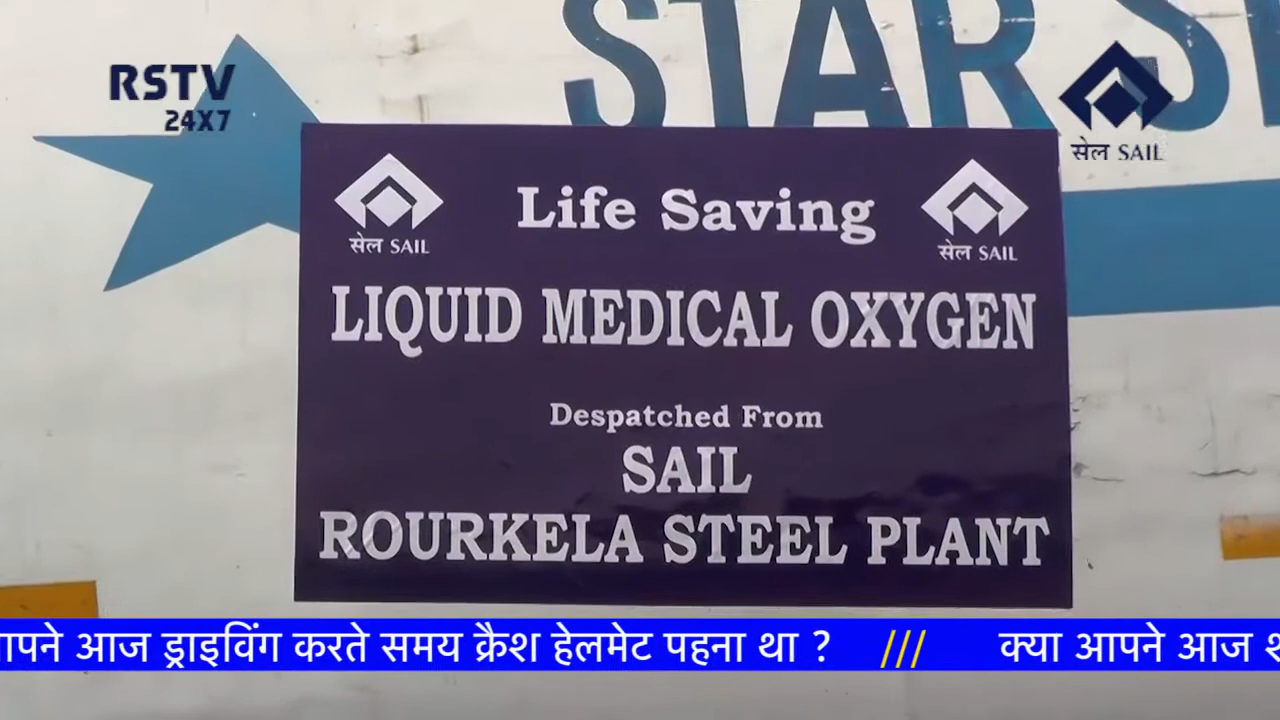 STAR
RSTV
24X7
सेल SAIL
Life Saving
सेल SAIL
सेल SAIL
LIQUID MEDICAL OXYGEN
Despatched From
SAIL
ROURKELA STEEL PLANT
आज ड्राइविंग करते समय क्रैश हेलमेट पहना था ? /// क्या आपने आज